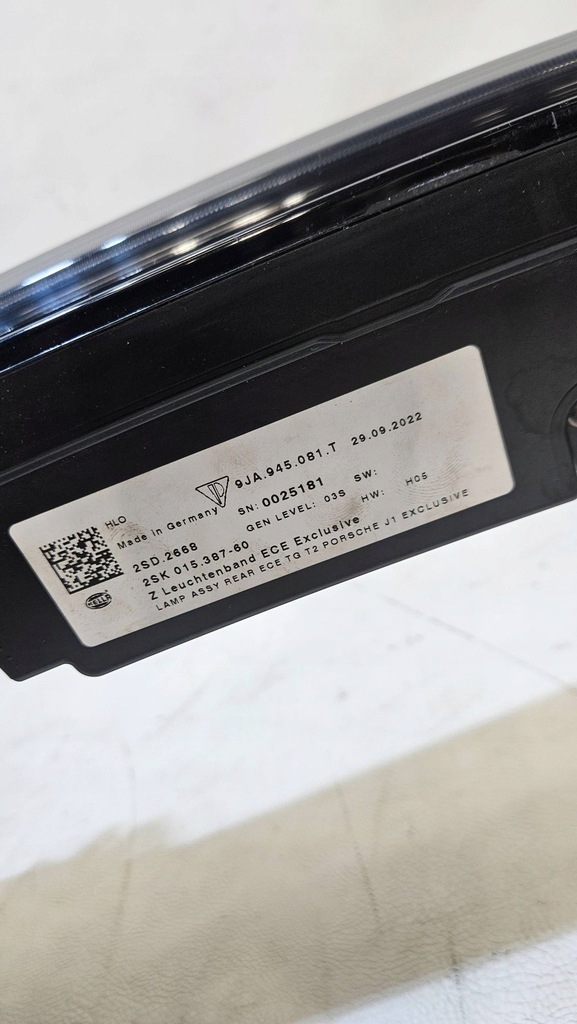 HLO
9JA.945.081.T 29.09.2022
Made in Germany
SN: 0025181 SW:
GEN LEVEL: 03S HW: H05
2SD.2668
2SK 015.387-60
Z Leuchtenband ECE Exclusive
LAMP ASSY REAR ECE TG T2 PORSCHE J1 EXCLUSIVE
HELLA